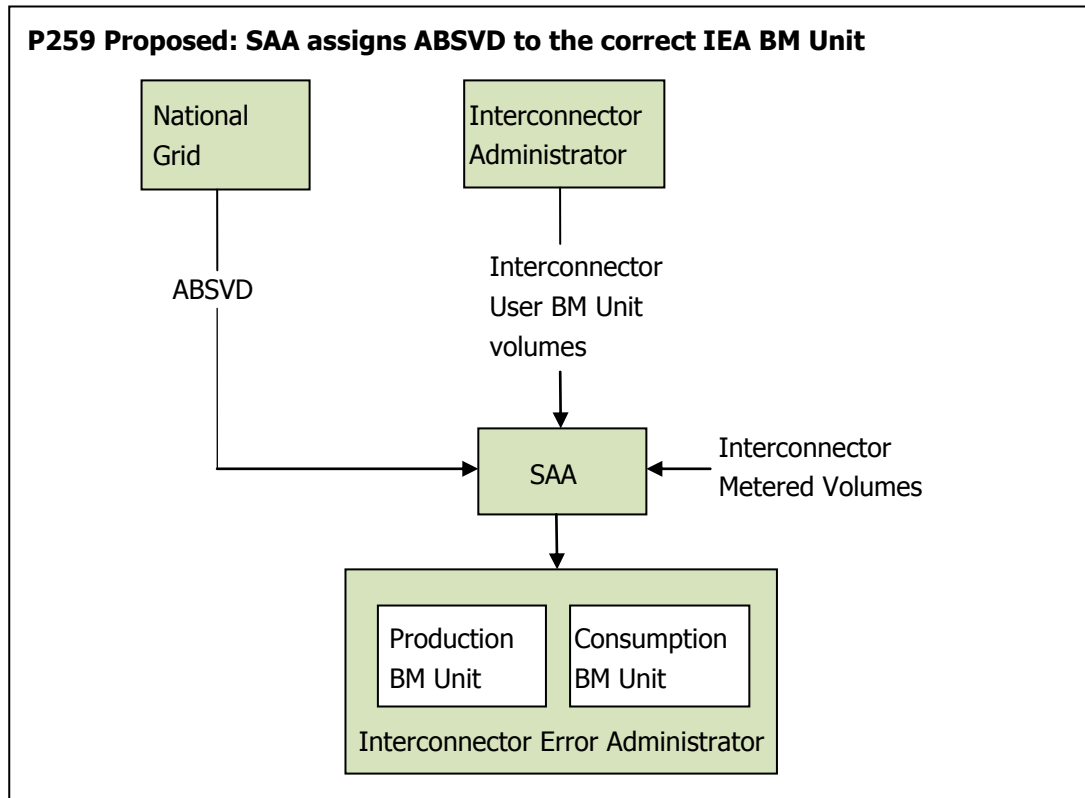 P259 Proposed: SAA assigns ABSVD to the correct IEA BM Unit
National
Grid
Interconnector
Administrator
ABSVD
Interconnector
User BM Unit
volumes
SAA
Interconnector
Metered Volumes
Production
BM Unit
Consumption
BM Unit
Interconnector Error Administrator